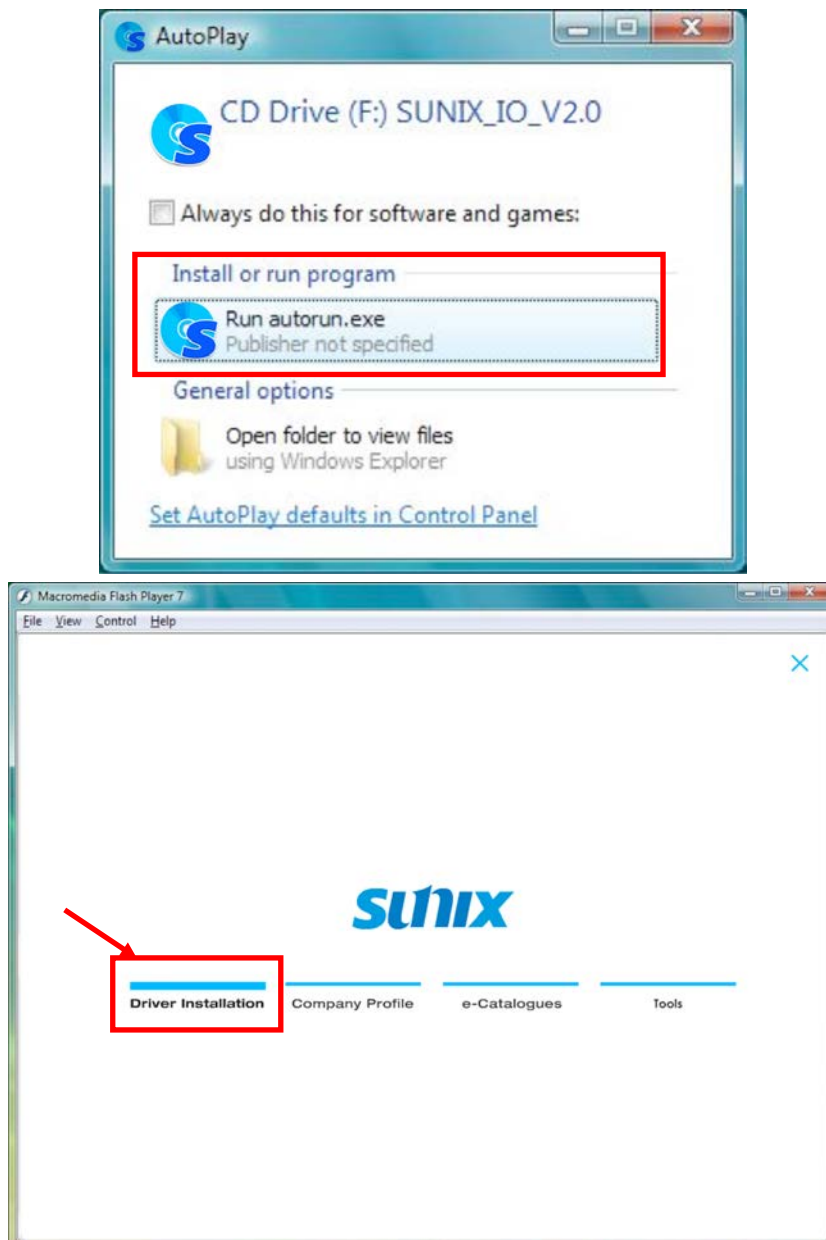 AutoPlay
CD Drive (F:) SUNIX_IO_V2.0
Always do this for software and games:
Install or run program
Run autorun.exe
Publisher not specified
General options
Open folder to view files
using Windows Explorer
Set AutoPlay defaults in Control Panel
Macromedia Flash Player 7
File View Control Help
SUNIX
Driver Installation Company Profile e-Catalogues Tools